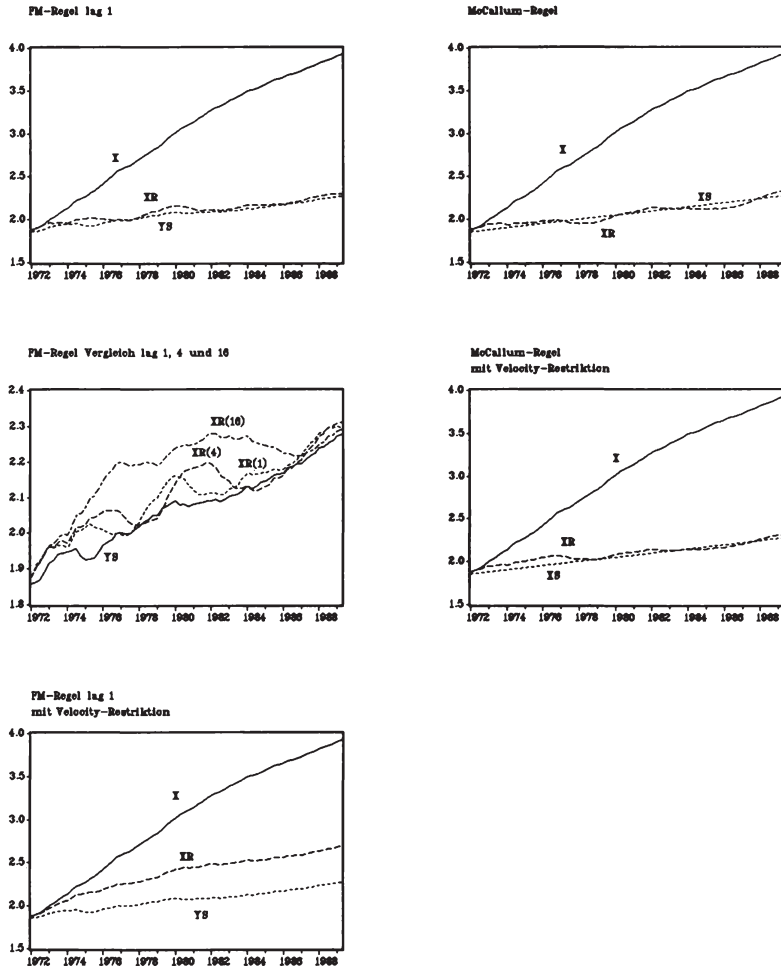 FM-Regel lag 1
4.0
3.5
3.0
2.5
2.0
1.5
X
XR
YS
1972 1974 1976 1978 1980 1982 1984 1986 1988
McCallum-Regel
4.0
3.5
3.0
2.5
2.0
1.5
X
XS
XR
1972 1974 1976 1978 1980 1982 1984 1986 1988
FM-Regel Vergleich lag 1, 4 und 16
2.4
2.3
2.2
2.1
2.0
1.9
1.8
XR(16)
XR(4)
XR(1)
YS
1972 1974 1976 1978 1980 1982 1984 1986 1988
McCallum-Regel
mit Velocity-Restriktion
4.0
3.5
3.0
2.5
2.0
1.5
X
XR
XS
1972 1974 1976 1978 1980 1982 1984 1986 1988
FM-Regel lag 1
mit Velocity-Restriktion
4.0
3.5
3.0
2.5
2.0
1.5
X
XR
YS
1972 1974 1976 1978 1980 1982 1984 1986 1988